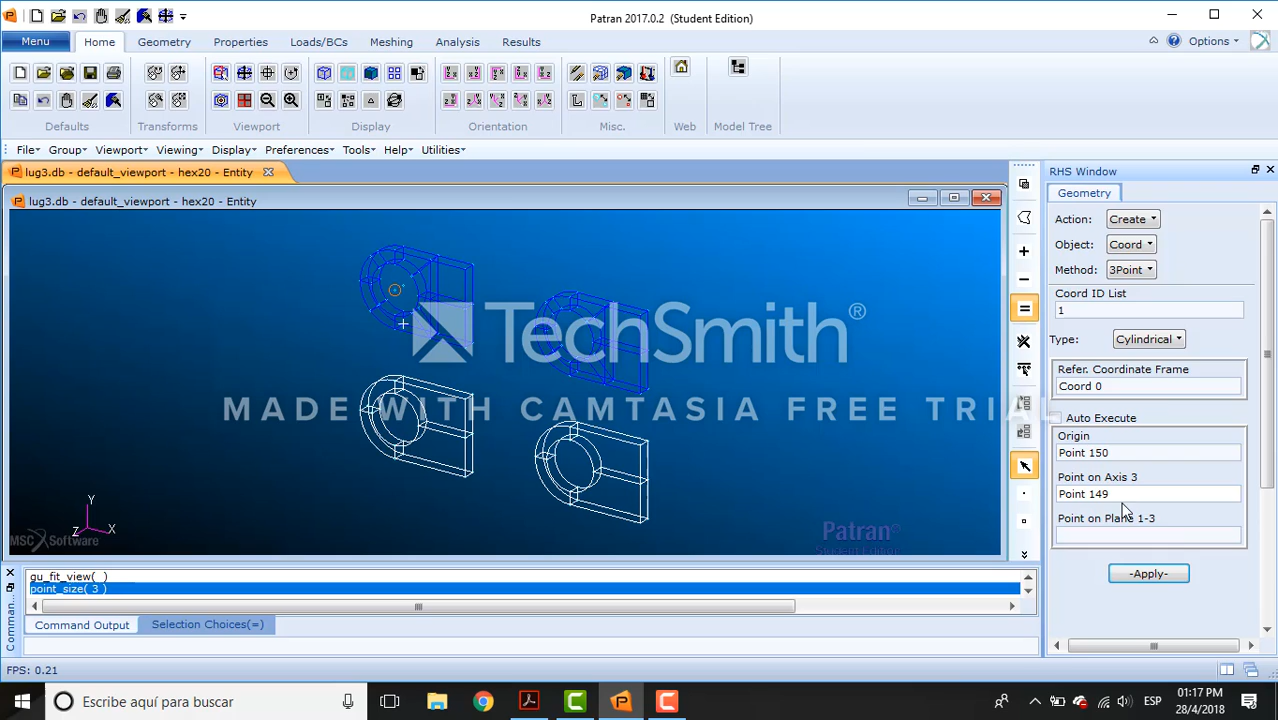 Patran 2017.0.2 (Student Edition)
Menu Home Geometry Properties Loads/BCs Meshing Analysis Results Options
Defaults Transforms Viewport Display Orientation Misc. Web Model Tree
File Group Viewport Viewing Display Preferences Tools Help Utilities
lug3.db - default_viewport - hex20 - Entity
RHS Window
lug3.db - default_viewport - hex20 - Entity
Geometry
Action: Create
Object: Coord
Method: 3Point
Coord ID List
1
Type: Cylindrical
Refer. Coordinate Frame
Coord 0
Auto Execute
Origin
Point 150
Point on Axis 3
Point 149
Point on Plane 1-3
-Apply-
TechSmith®
MADE WITH CAMTASIA FREE TRIAL
Y
Z X
MSC Software
Patran
Student Edition
gu_fit_view( )
point_size( 3 )
Comman...
Command Output Selection Choices(=)
FPS: 0.21
Escribe aquí para buscar
ESP
01:17 PM
28/4/2018